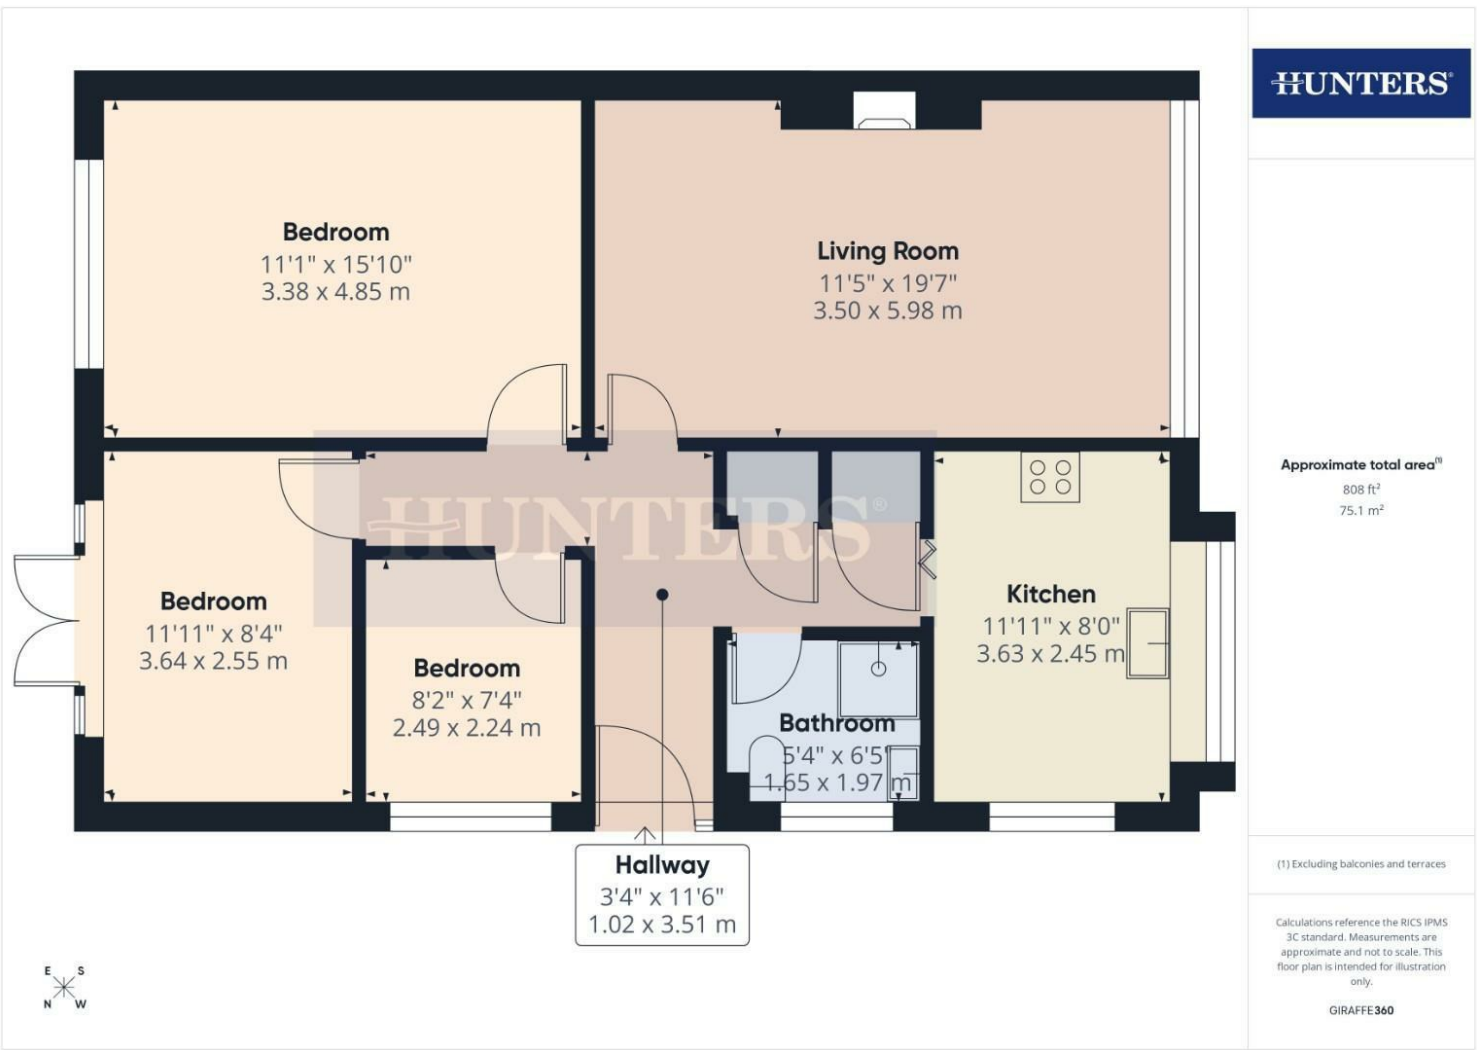 HUNTERS®
Bedroom
11'1" x 15'10"
3.38 x 4.85 m
Living Room
11'5" x 19'7"
3.50 x 5.98 m
HUNTERS®
Bedroom
11'11" x 8'4"
3.64 x 2.55 m
Bedroom
8'2" x 7'4"
2.49 x 2.24 m
Kitchen
11'11" x 8'0"
3.63 x 2.45 m
Bathroom
5'4" x 6'5"
1.65 x 1.97 m
Hallway
3'4" x 11'6"
1.02 x 3.51 m
E S
N W
Approximate total area(1)
808 ft²
75.1 m²
(1) Excluding balconies and terraces
Calculations reference the RICS IPMS
3C standard. Measurements are
approximate and not to scale. This
floor plan is intended for illustration
only.
GIRAFFE360